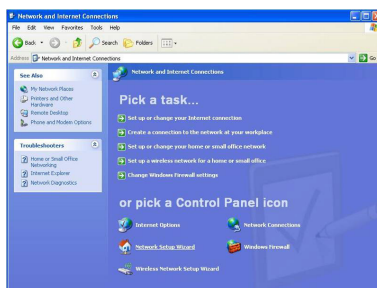 Network and Internet Connections
File Edit View Favorites Tools Help
Back Search Folders
Address Network and Internet Connections Go
See Also
My Network Places
Printers and Other
Hardware
Remote Desktop
Phone and Modem Options
Troubleshooters
Home or Small Office
Networking
Internet Explorer
Network Diagnostics
Network and Internet Connections
Pick a task...
Set up or change your Internet connection
Create a connection to the network at your workplace
Set up or change your home or small office network
Set up a wireless network for a home or small office
Change Windows Firewall settings
or pick a Control Panel icon
Internet Options Network Connections
Network Setup Wizard Windows Firewall
Wireless Network Setup Wizard